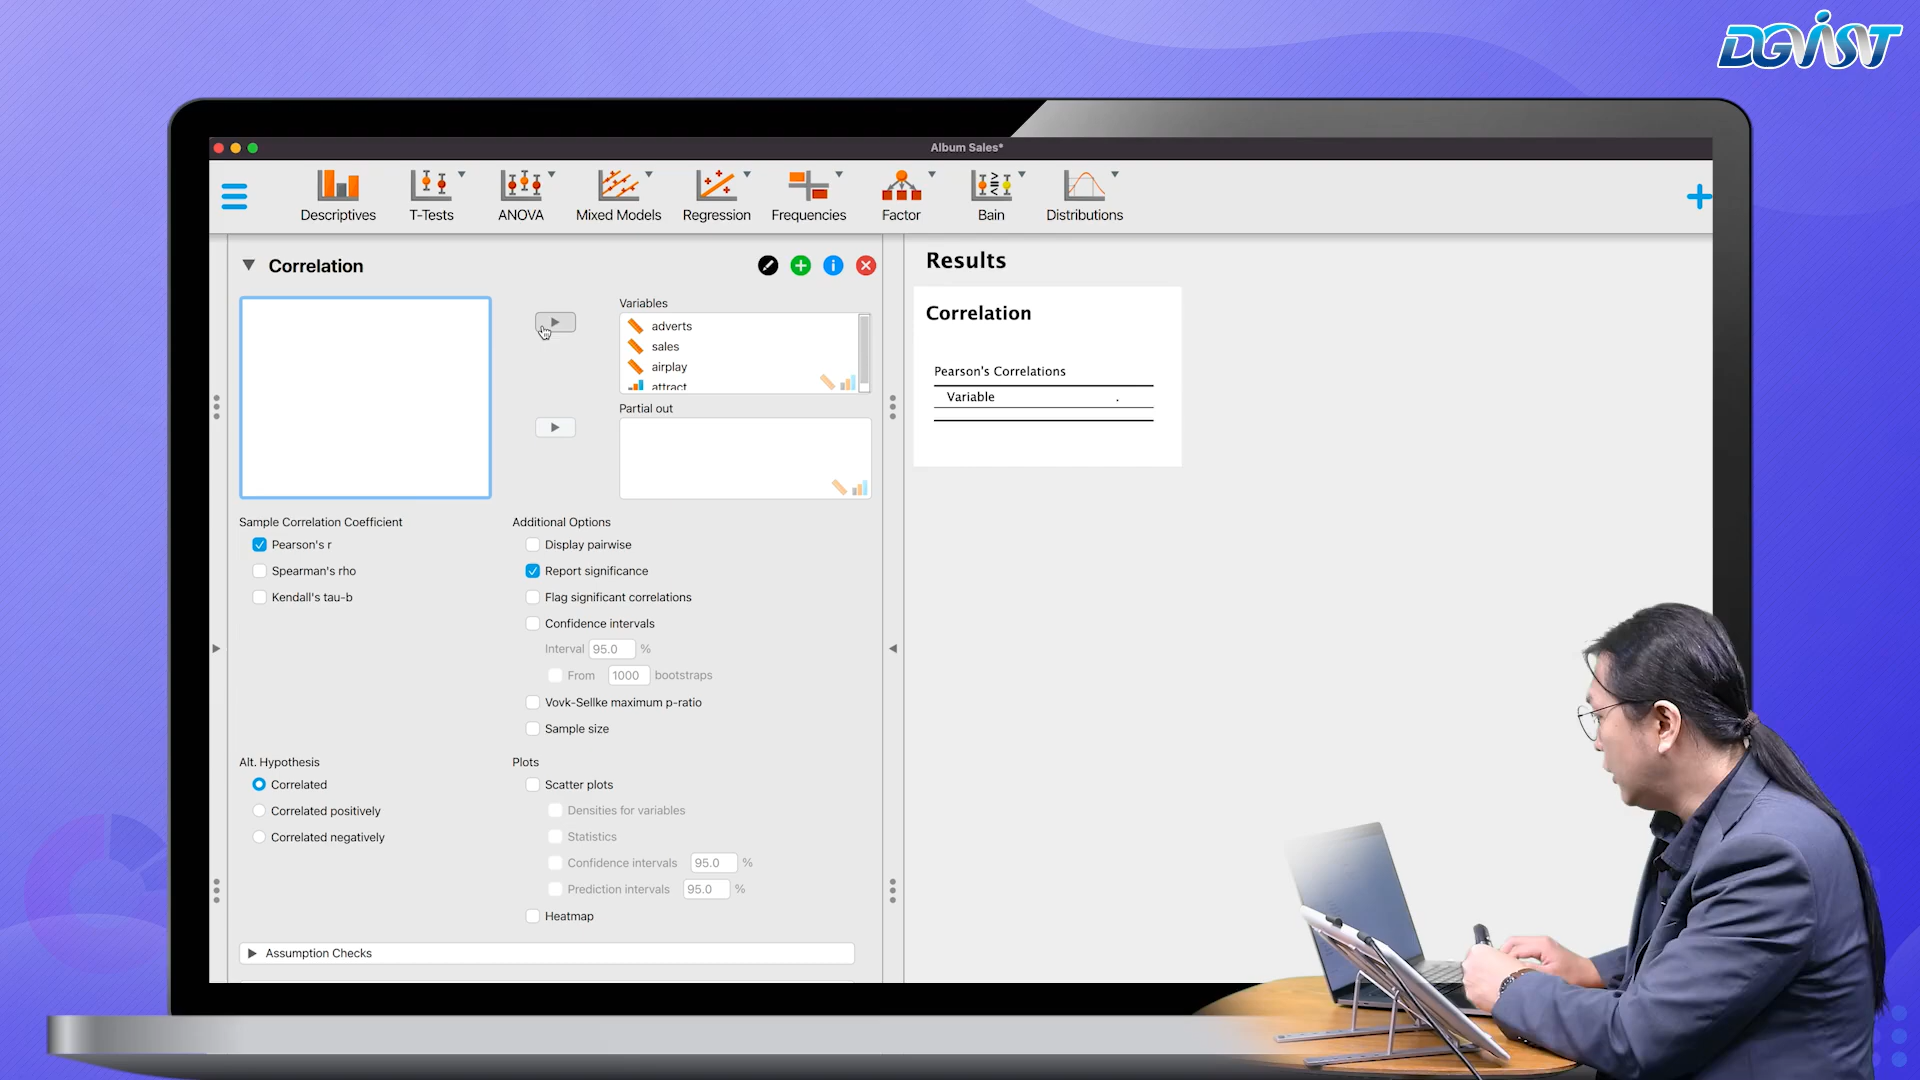 DGIST
Album Sales*
Descriptives
T-Tests
ANOVA
Mixed Models
Regression
Frequencies
Factor
Bain
Distributions
Correlation
Variables
adverts
sales
airplay
attract
Partial out
Sample Correlation Coefficient
Pearson's r
Spearman's rho
Kendall's tau-b
Additional Options
Display pairwise
Report significance
Flag significant correlations
Confidence intervals
Interval 95.0 %
From 1000 bootstraps
Vovk-Sellke maximum p-ratio
Sample size
Alt. Hypothesis
Correlated
Correlated positively
Correlated negatively
Plots
Scatter plots
Densities for variables
Statistics
Confidence intervals 95.0 %
Prediction intervals 95.0 %
Heatmap
Assumption Checks
Results
Correlation
Pearson's Correlations
Variable .